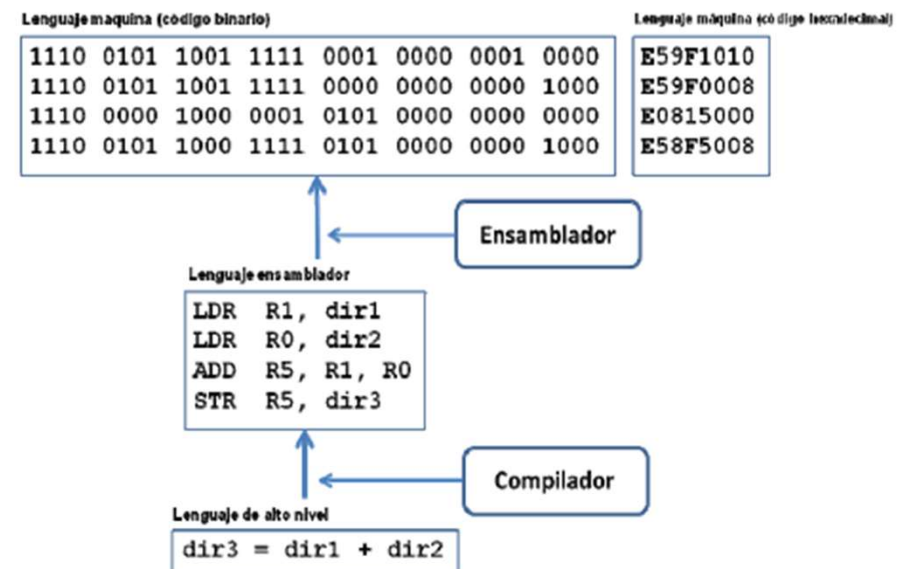 Lenguaje maquina (código binario)
1110 0101 1001 1111 0001 0000 0001 0000
1110 0101 1001 1111 0000 0000 0000 1000
1110 0000 1000 0001 0101 0000 0000 0000
1110 0101 1000 1111 0101 0000 0000 1000
Lenguaje máquina (código hexadecimal)
E59F1010
E59F0008
E0815000
E58F5008
Ensamblador
Lenguaje ensamblador
LDR R1, dir1
LDR R0, dir2
ADD R5, R1, R0
STR R5, dir3
Compilador
Lenguaje de alto nivel
dir3 = dir1 + dir2